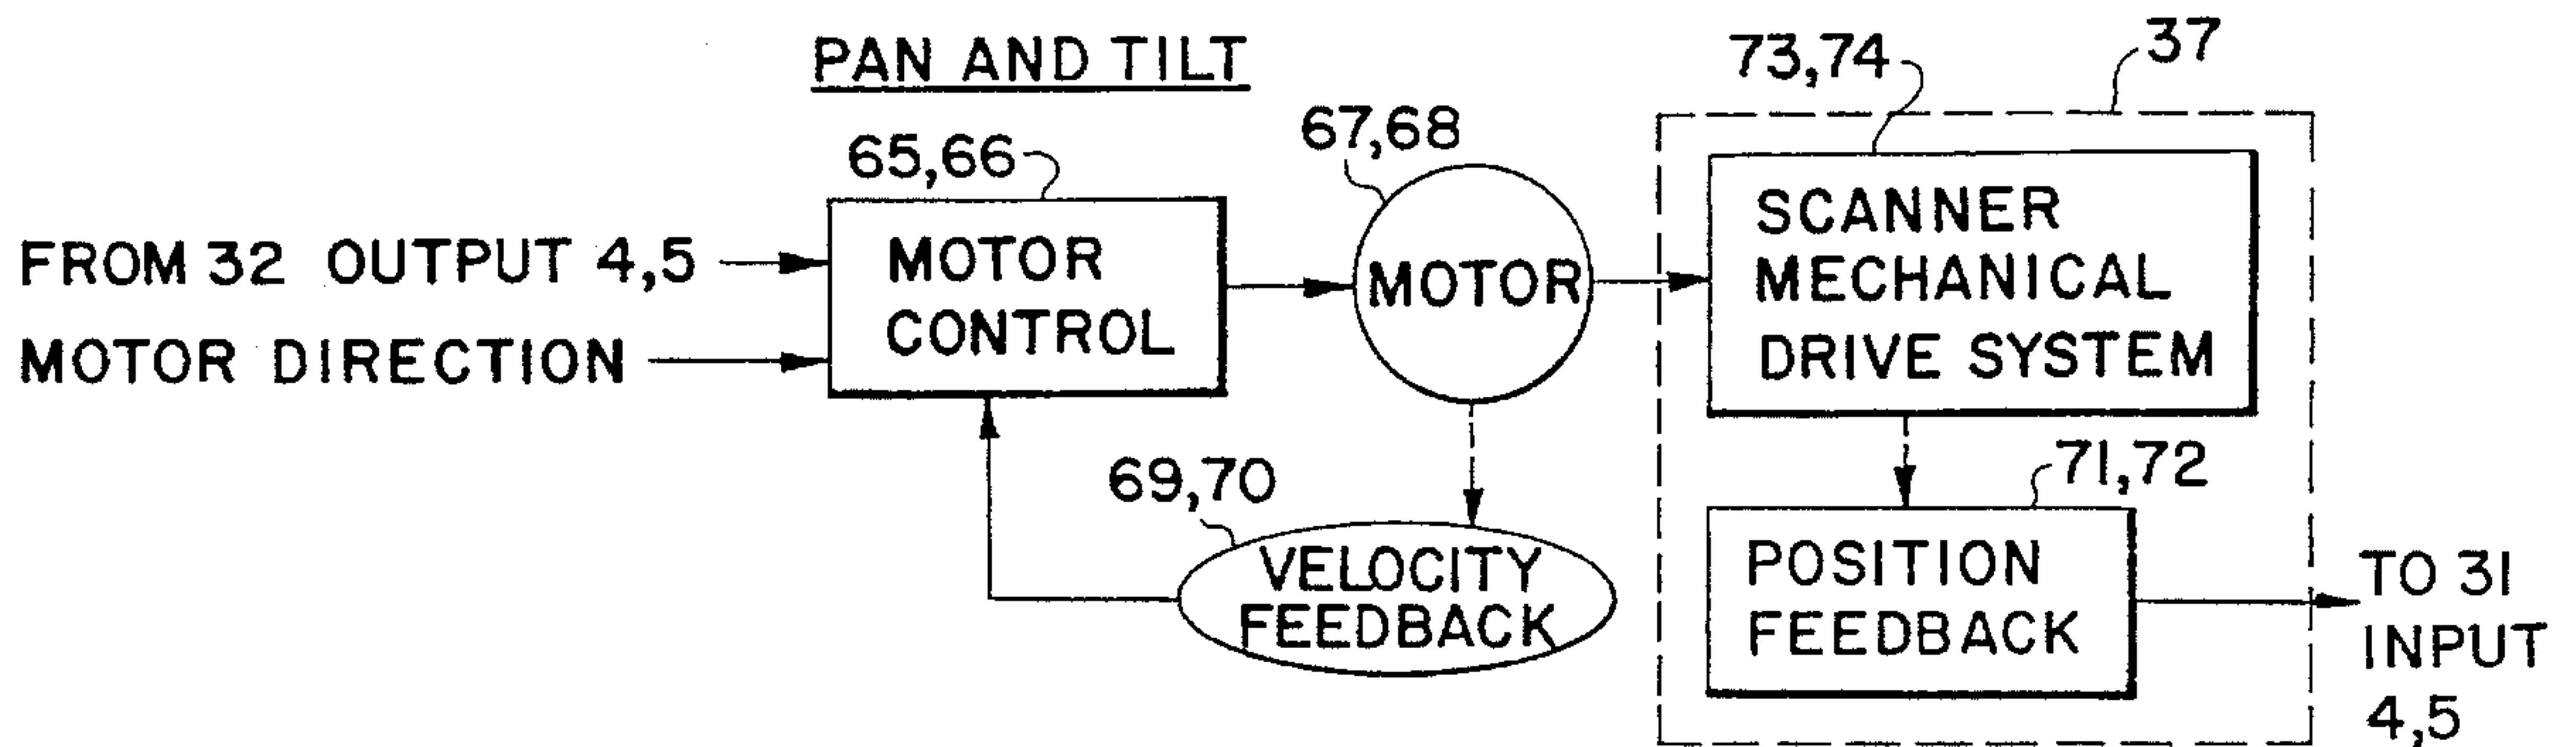 PAN AND TILT
73,74
37
67,68
65,66
FROM 32 OUTPUT 4,5
MOTOR DIRECTION
MOTOR
CONTROL
MOTOR
SCANNER
MECHANICAL
DRIVE SYSTEM
69,70
VELOCITY
FEEDBACK
71,72
POSITION
FEEDBACK
TO 31
INPUT
4,5